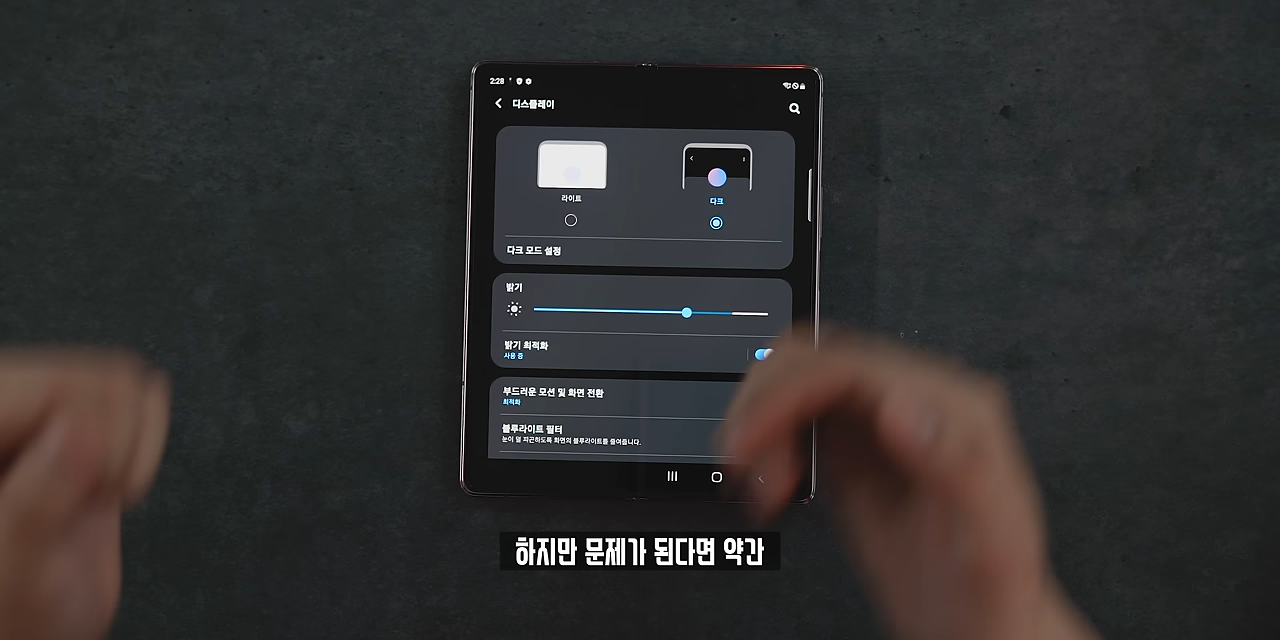 2:28
디스플레이
라이트
다크
다크 모드 설정
밝기
밝기 최적화
사용 중
부드러운 모션 및 화면 전환
최적화
블루라이트 필터
눈이 덜 피곤하도록 화면의 블루라이트를 줄여줍니다.
하지만 문제가 된다면 약간